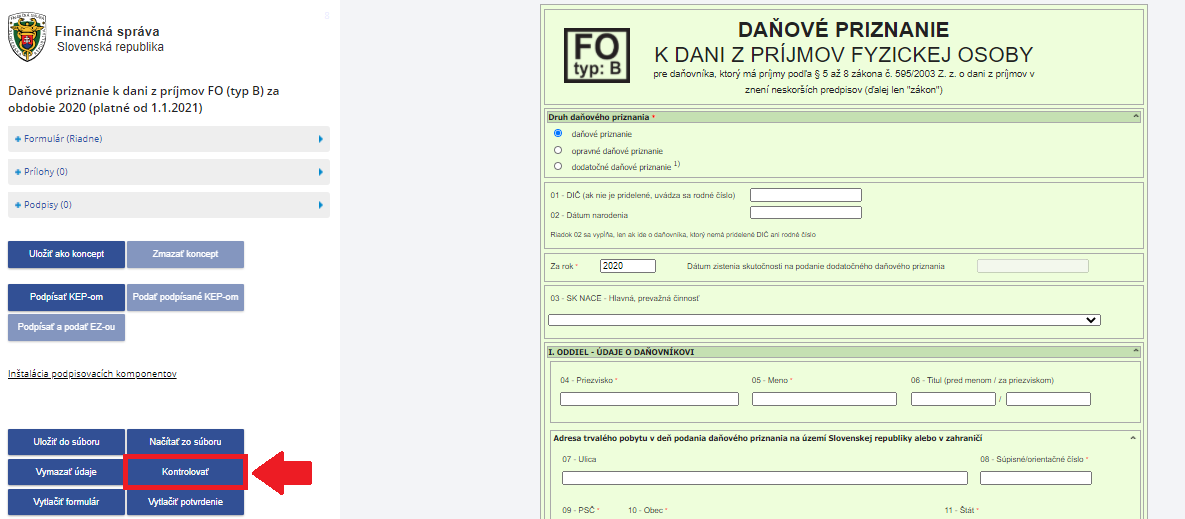 Finančná správa
Slovenská republika
Daňové priznanie k dani z príjmov FO (typ B) za
obdobie 2020 (platné od 1.1.2021)
Formulár (Riadne)
Prílohy (0)
Podpisy (0)
Uložiť ako koncept
Zmazať koncept
Podpísať KEP-om
Podať podpísané KEP-om
Podpísať a podať EZ-ou
Inštalácia podpisovacích komponentov
Uložiť do súboru
Načítať zo súboru
Vymazať údaje
Kontrolovať
Vytlačiť formulár
Vytlačiť potvrdenie
FO
typ: B
DAŇOVÉ PRIZNANIE
K DANI Z PRÍJMOV FYZICKEJ OSOBY
pre daňovníka, ktorý má príjmy podľa § 5 až 8 zákona č. 595/2003 Z. z. o dani z príjmov v
znení neskorších predpisov (ďalej len "zákon")
Druh daňového priznania *
daňové priznanie
opravné daňové priznanie
dodatočné daňové priznanie 1)
01 - DIČ (ak nie je pridelené, uvádza sa rodné číslo)
02 - Dátum narodenia
Riadok 02 sa vypĺňa, len ak ide o daňovníka, ktorý nemá pridelené DIČ ani rodné číslo
Za rok * 2020 Dátum zistenia skutočnosti na podanie dodatočného daňového priznania
03 - SK NACE - Hlavná, prevažná činnosť
I. ODDIEL - ÚDAJE O DAŇOVNÍKOVI
04 - Priezvisko * 05 - Meno * 06 - Titul (pred menom / za priezviskom)
/
Adresa trvalého pobytu v deň podania daňového priznania na území Slovenskej republiky alebo v zahraničí
07 - Ulica 08 - Súpisné/orientačné číslo *
09 - PSČ * 10 - Obec * 11 - Štát *